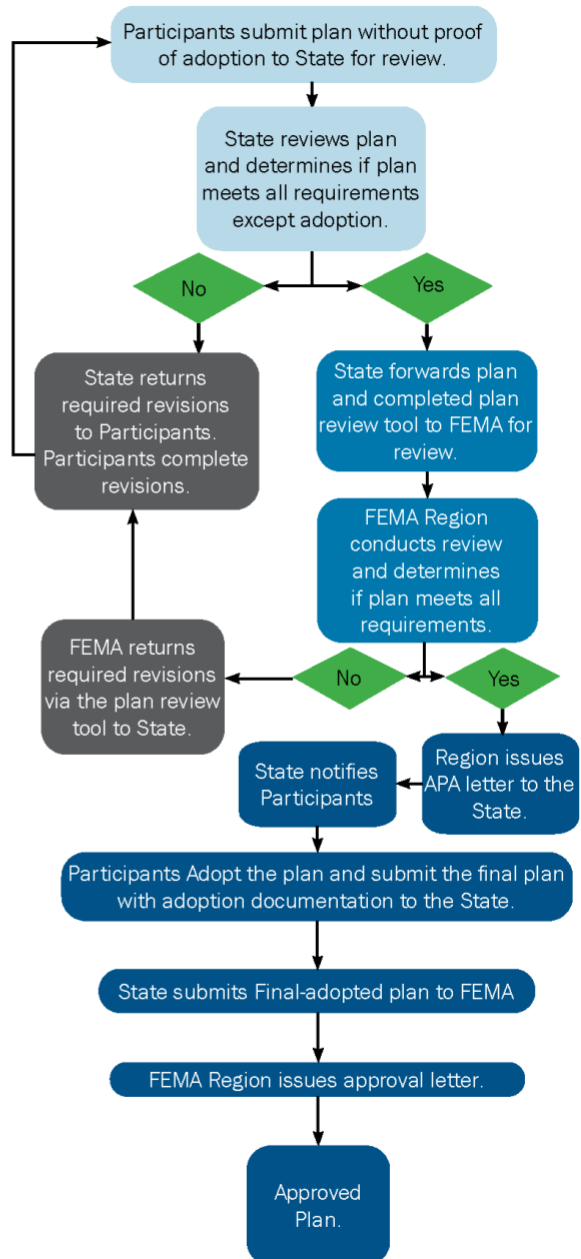 Participants submit plan without proof
of adoption to State for review.
State reviews plan
and determines if plan
meets all requirements
except adoption.
No
Yes
State returns
required revisions
to Participants.
Participants complete
revisions.
State forwards plan
and completed plan
review tool to FEMA for
review.
FEMA Region
conducts review
and determines
if plan meets all
requirements.
FEMA returns
required revisions
via the plan review
tool to State.
No
Yes
Region issues
APA letter to the
State.
State notifies
Participants
Participants Adopt the plan and submit the final plan
with adoption documentation to the State.
State submits Final-adopted plan to FEMA
FEMA Region issues approval letter.
Approved
Plan.